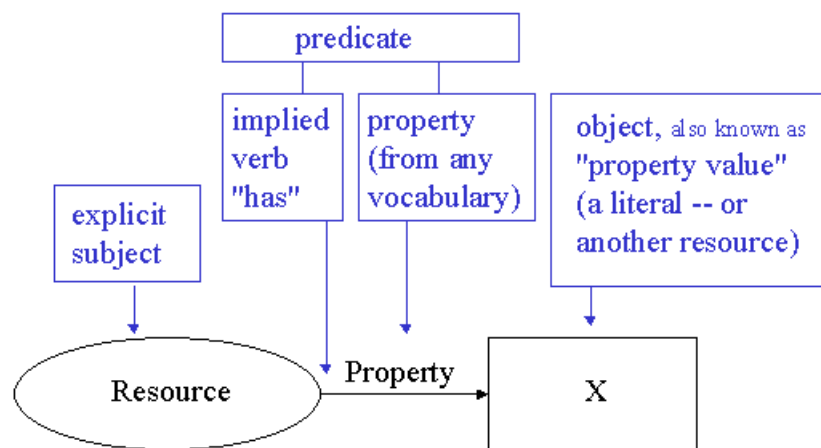 predicate
implied
verb
"has"
property
(from any
vocabulary)
object, also known as
"property value"
(a literal -- or
another resource)
explicit
subject
Resource
Property
X